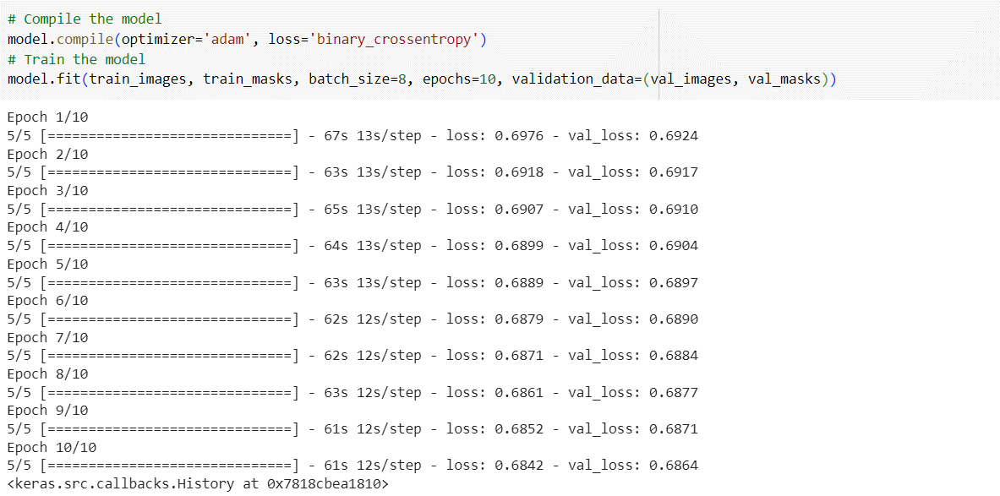 # Compile the model
model.compile(optimizer='adam', loss='binary_crossentropy')
# Train the model
model.fit(train_images, train_masks, batch_size=8, epochs=10, validation_data=(val_images, val_masks))
Epoch 1/10
5/5 [==============================] - 67s 13s/step - loss: 0.6976 - val_loss: 0.6924
Epoch 2/10
5/5 [==============================] - 63s 13s/step - loss: 0.6918 - val_loss: 0.6917
Epoch 3/10
5/5 [==============================] - 65s 13s/step - loss: 0.6907 - val_loss: 0.6910
Epoch 4/10
5/5 [==============================] - 64s 13s/step - loss: 0.6899 - val_loss: 0.6904
Epoch 5/10
5/5 [==============================] - 63s 13s/step - loss: 0.6889 - val_loss: 0.6897
Epoch 6/10
5/5 [==============================] - 62s 12s/step - loss: 0.6879 - val_loss: 0.6890
Epoch 7/10
5/5 [==============================] - 62s 12s/step - loss: 0.6871 - val_loss: 0.6884
Epoch 8/10
5/5 [==============================] - 63s 12s/step - loss: 0.6861 - val_loss: 0.6877
Epoch 9/10
5/5 [==============================] - 61s 12s/step - loss: 0.6852 - val_loss: 0.6871
Epoch 10/10
5/5 [==============================] - 61s 12s/step - loss: 0.6842 - val_loss: 0.6864
<keras.src.callbacks.History at 0x7818cbea1810>